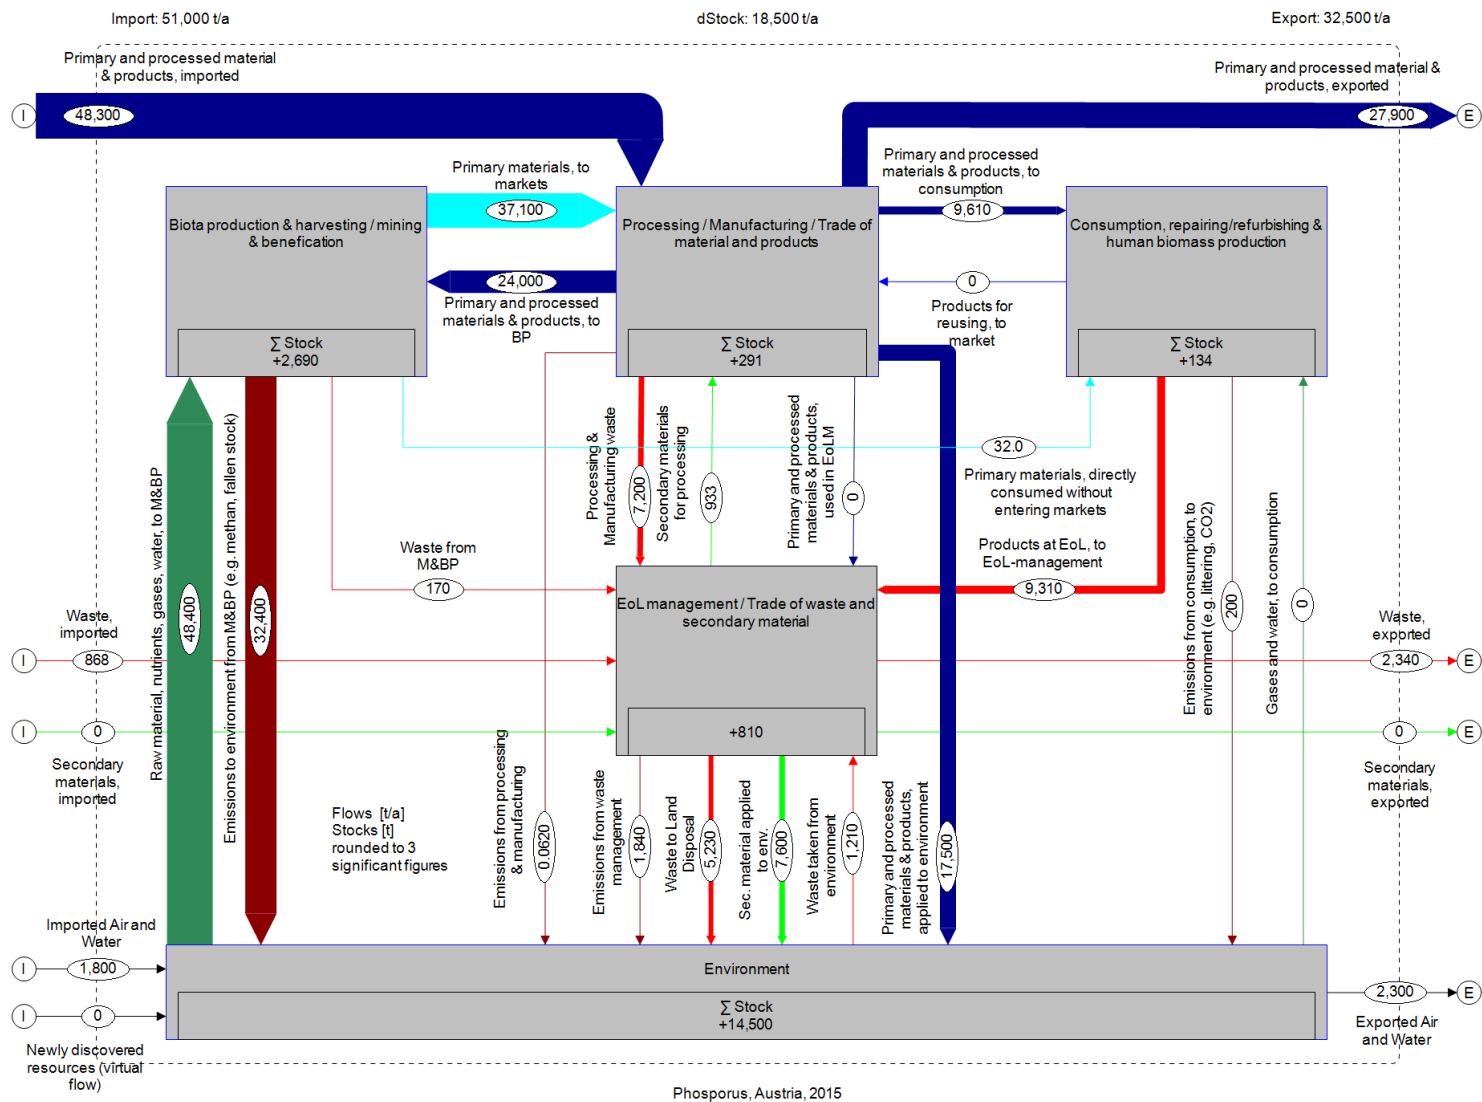 Import: 51,000 t/a
dStock: 18,500 t/a
Export: 32,500 t/a
Primary and processed material
& products, imported
Primary and processed material &
products, exported
I
48,300
27,900
E
Primary materials, to
markets
37,100
Primary and processed
materials & products, to
consumption
9,610
Biota production & harvesting / mining
& benefication
Processing / Manufacturing / Trade of
material and products
Consumption, repairing/refurbishing &
human biomass production
24,000
Primary and processed
materials & products, to
BP
0
Products for
reusing, to
market
∑ Stock
+2,690
∑ Stock
+291
∑ Stock
+134
Raw material, nutrients, gases, water, to M&BP
48,400
Emissions to environment from M&BP (e.g. methan, fallen stock)
32,400
Processing &
Manufacturing waste
7,200
Secondary materials
for processing
933
Primary and processed
materials & products,
used in EoLM
0
32.0
Primary materials, directly
consumed without
entering markets
Products at EoL, to
EoL-management
9,310
Emissions from consumption, to
environment (e.g. littering, CO2)
200
Gases and water, to consumption
0
Waste from
M&BP
170
EoL management / Trade of waste and
secondary material
+810
Waste,
imported
I
868
Waste,
exported
2,340
E
I
0
Secondary
materials,
imported
0
E
Secondary
materials,
exported
Flows  [t/a]
Stocks [t]
rounded to 3
significant figures
Emissions from processing
& manufacturing
0.0620
Emissions from waste
management
1,840
Waste to Land
Disposal
5,230
Sec. material applied
to env.
7,600
Waste taken from
environment
1,210
Primary and processed
materials & products,
applied to environment
17,500
Imported Air and
Water
I
1,800
I
0
Newly discovered
resources (virtual
flow)
Environment
∑ Stock
+14,500
2,300
E
Exported Air
and Water
Phosporus, Austria, 2015